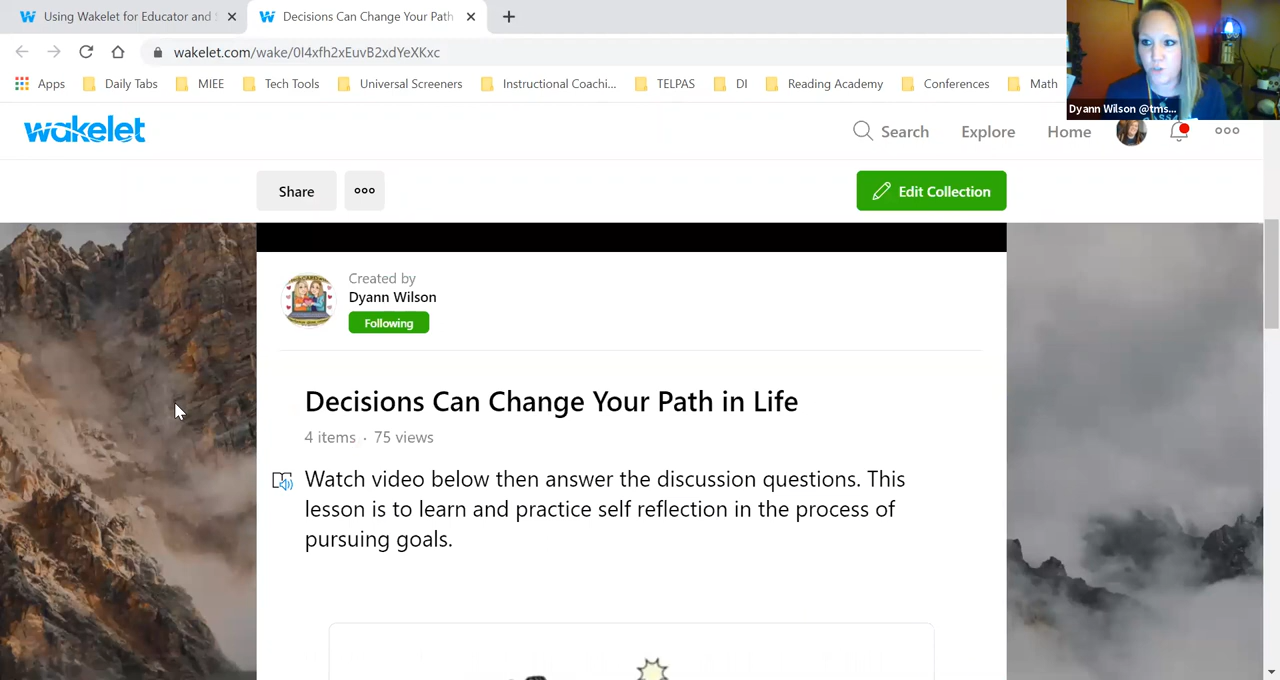 Using Wakelet for Educator and
Decisions Can Change Your Path
wakelet.com/wake/0I4xfh2xEuvB2xdYeXKxc
Apps Daily Tabs MIEE Tech Tools Universal Screeners Instructional Coachi... TELPAS DI Reading Academy Conferences Math
Dyann Wilson @tms...
wakelet Search Explore Home
Share Edit Collection
Created by
Dyann Wilson
Following
Decisions Can Change Your Path in Life
4 items · 75 views
Watch video below then answer the discussion questions. This
lesson is to learn and practice self reflection in the process of
pursuing goals.